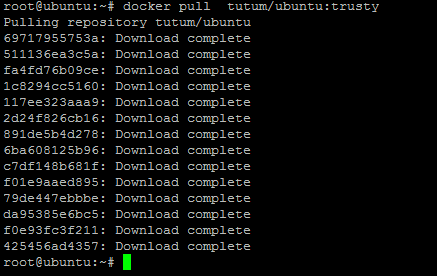 root@ubuntu:~# docker pull  tutum/ubuntu:trusty
Pulling repository tutum/ubuntu
69717955753a: Download complete
511136ea3c5a: Download complete
fa4fd76b09ce: Download complete
1c8294cc5160: Download complete
117ee323aaa9: Download complete
2d24f826cb16: Download complete
891de5b4d278: Download complete
6ba608125b96: Download complete
c7df148b681f: Download complete
f01e9aaed895: Download complete
79de447ebbbe: Download complete
da95385e6bc5: Download complete
f0e93fc3f211: Download complete
425456ad4357: Download complete
root@ubuntu:~#